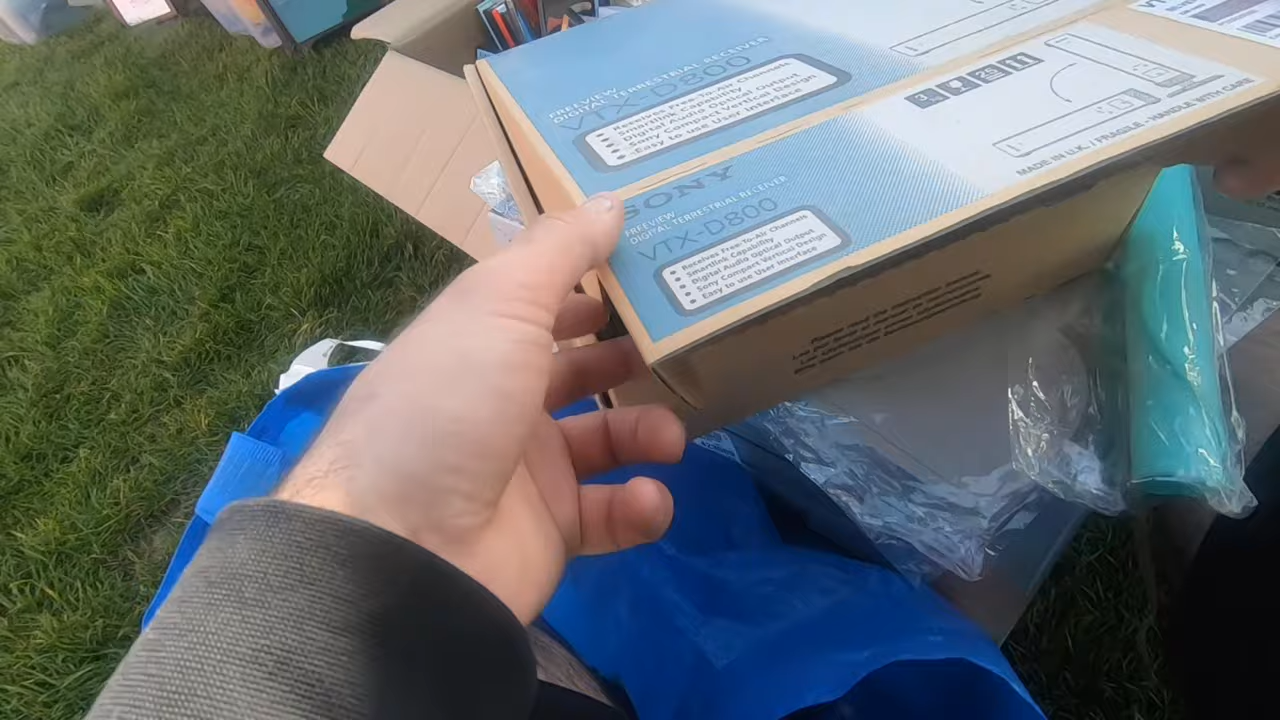 FREEVIEW
DIGITAL TERRESTRIAL RECEIVER
VTX-D800
Receives Free-To-Air Channels
Smartlink Capability
Digital Audio Optical Output
Sony Compact Vertical Design
Easy to use User Interface
MADE IN U.K. / FRAGILE - HANDLE WITH CARE
SONY
FREEVIEW
DIGITAL TERRESTRIAL RECEIVER
VTX-D800
Receives Free-To-Air Channels
Smartlink Capability
Digital Audio Optical Output
Sony Compact Vertical Design
Easy to use User Interface